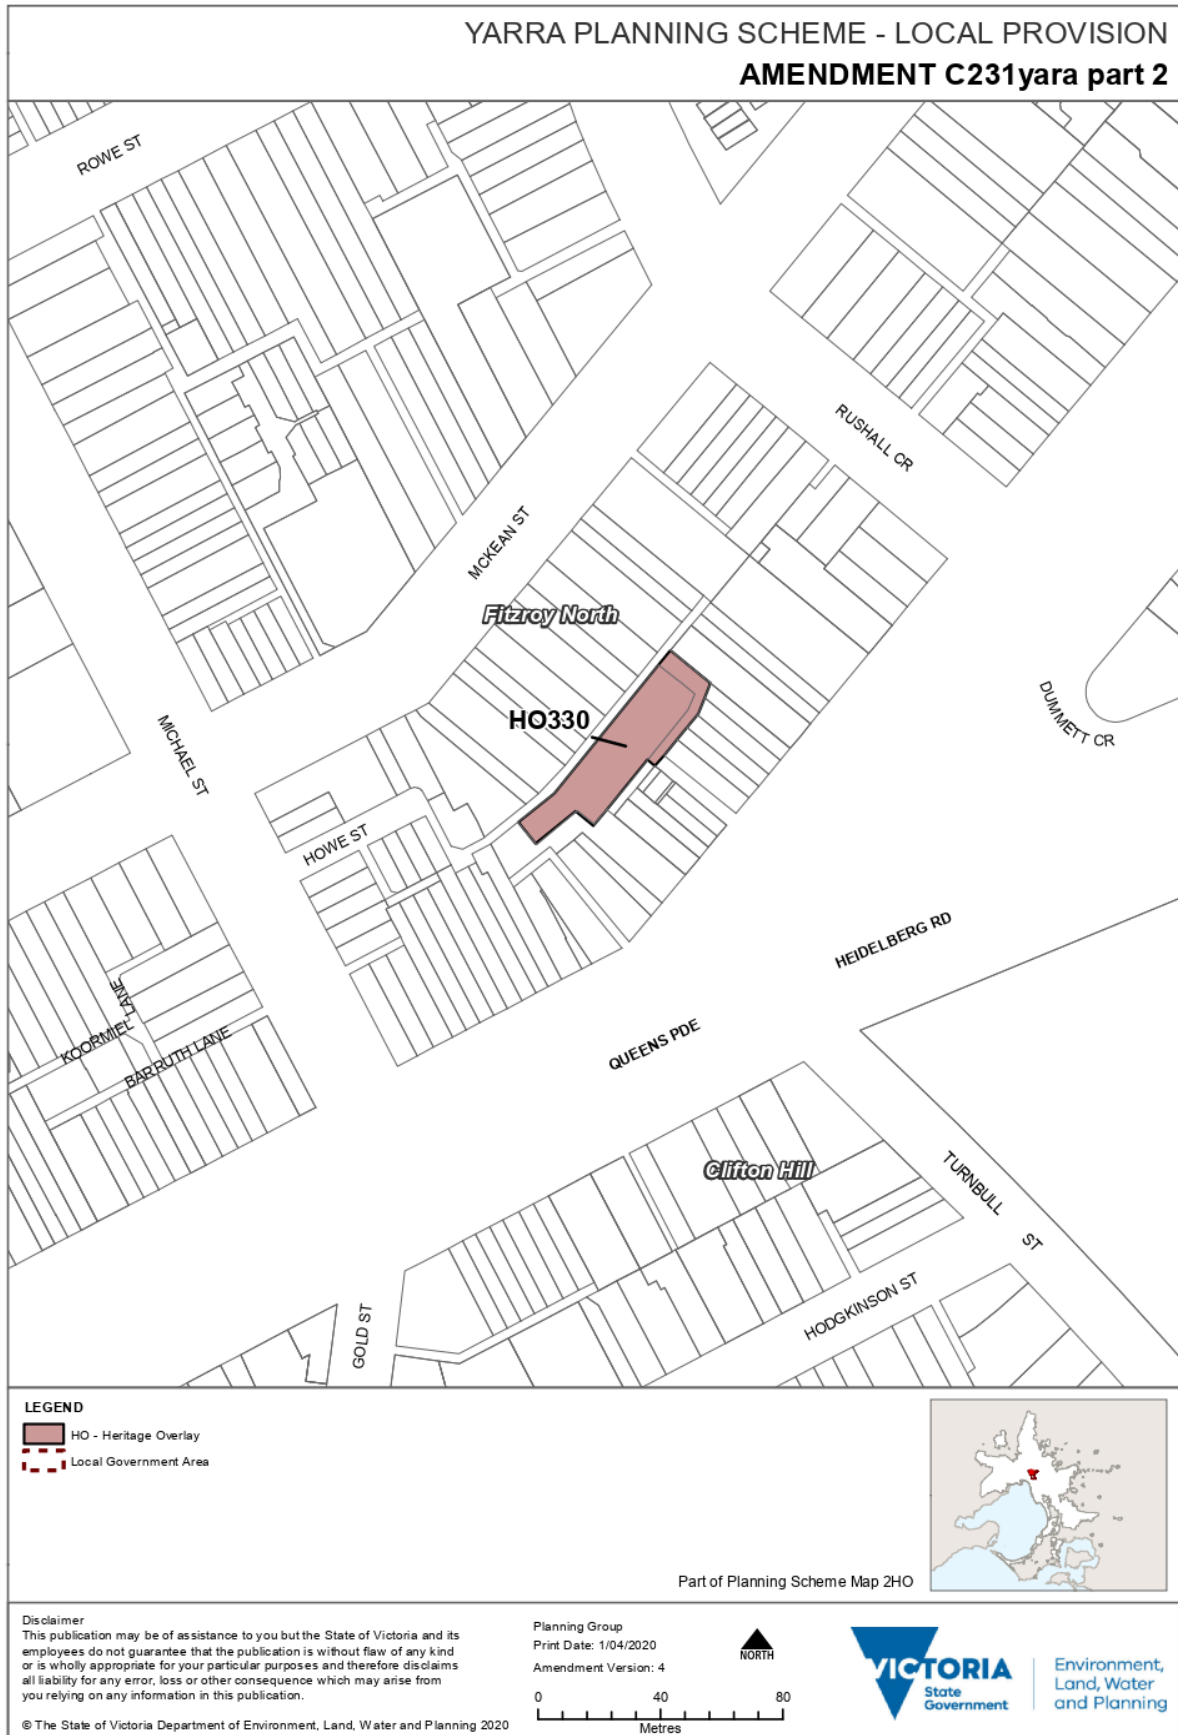 YARRA PLANNING SCHEME - LOCAL PROVISION
AMENDMENT C231yara part 2
ROWE ST
RUSHALL CR
MCKEAN ST
Fitzroy North
HO330
DUMMETT CR
MICHAEL ST
HOWE ST
HEIDELBERG RD
KOORMIEL LANE
BARRUTH LANE
QUEENS PDE
Clifton Hill
TURNBULL ST
HODGKINSON ST
GOLD ST
LEGEND
HO - Heritage Overlay
Local Government Area
Part of Planning Scheme Map 2HO
Disclaimer
This publication may be of assistance to you but the State of Victoria and its
employees do not guarantee that the publication is without flaw of any kind
or is wholly appropriate for your particular purposes and therefore disclaims
all liability for any error, loss or other consequence which may arise from
you relying on any information in this publication.
© The State of Victoria Department of Environment, Land, Water and Planning 2020
Planning Group
Print Date: 1/04/2020
Amendment Version: 4
NORTH
0 40 80
Metres
VICTORIA
State
Government
Environment,
Land, Water
and Planning